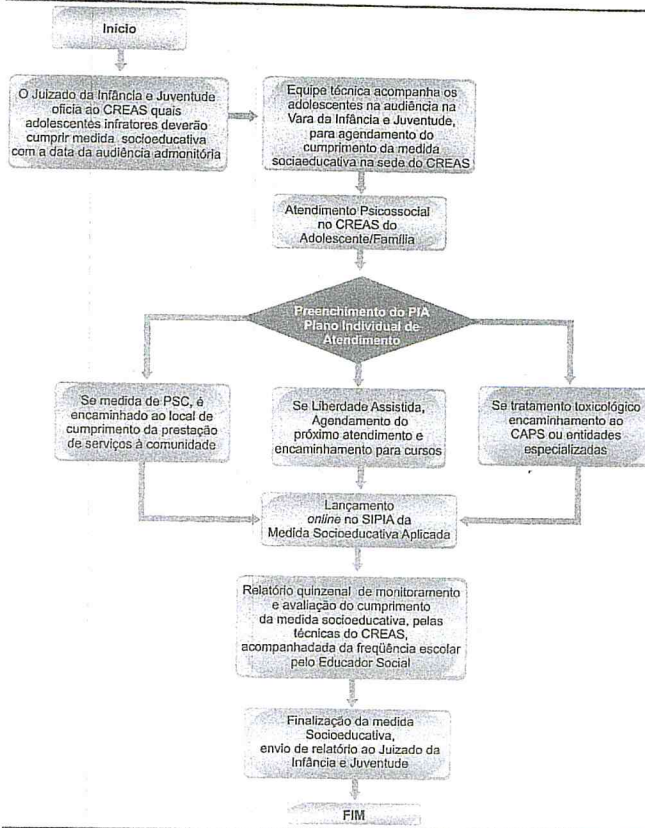 Início
O Juizado da Infância e Juventude
oficia ao CREAS quais
adolescentes infratores deverão
cumprir medida socioeducativa
com a data da audiência admonitória
Equipe técnica acompanha os
adolescentes na audiência na
Vara da Infância e Juventude,
para agendamento do
cumprimento da medida
sociaeducativa na sede do CREAS
Atendimento Psicossocial
no CREAS do
Adolescente/Família
Preenchimento do PIA
Plano Individual de
Atendimento
Se medida de PSC, é
encaminhado ao local de
cumprimento da prestação
de serviços à comunidade
Se Liberdade Assistida,
Agendamento do
próximo atendimento e
encaminhamento para cursos
Se tratamento toxicológico
encaminhamento ao
CAPS ou entidades
especializadas
Lançamento
online no SIPIA da
Medida Socioeducativa Aplicada
Relatório quinzenal de monitoramento
e avaliação do cumprimento
da medida socioeducativa, pelas
técnicas do CREAS,
acompanhadada da freqüência escolar
pelo Educador Social
Finalização da medida
Socioeducativa,
envio de relatório ao Juizado da
Infância e Juventude
FIM